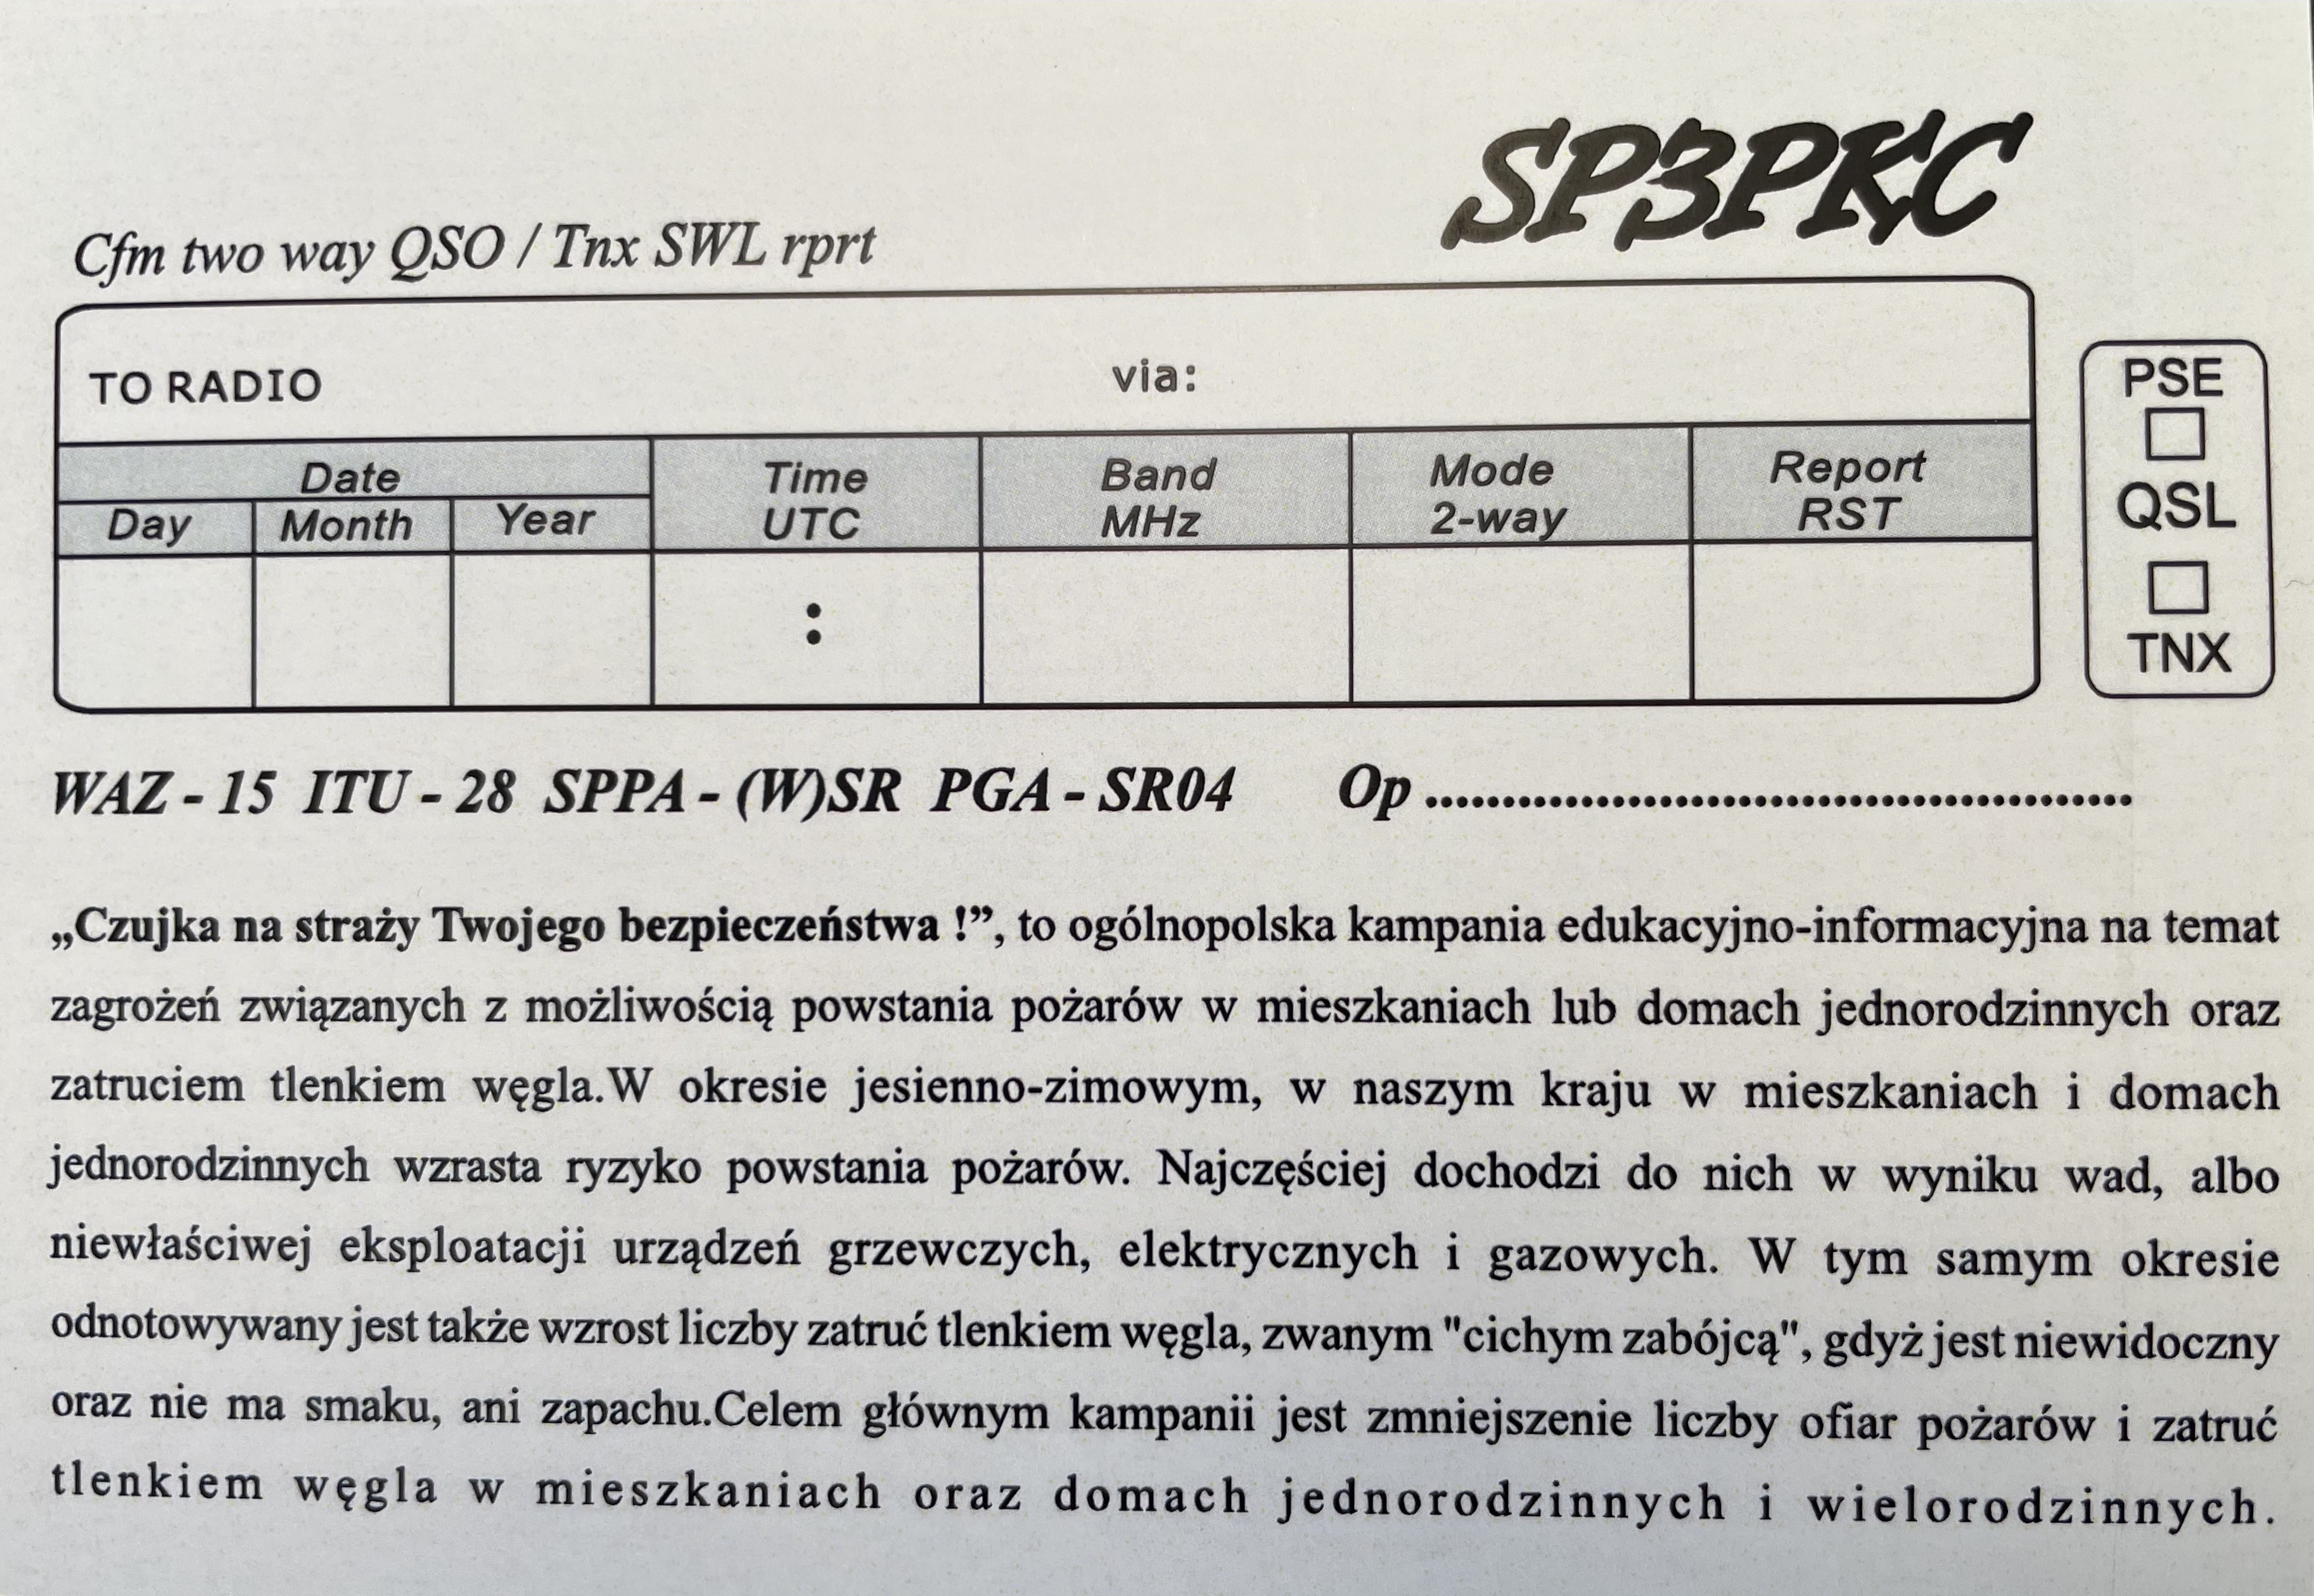 SP3PKC
Cfm two way QSO / Tnx SWL rprt
TO RADIO via:
Date
Day Month Year
Time
UTC
Band
MHz
Mode
2-way
Report
RST
:
PSE
QSL
TNX
WAZ - 15 ITU - 28 SPPA - (W)SR PGA - SR04 Op ...............................................
„Czujka na straży Twojego bezpieczeństwa !”, to ogólnopolska kampania edukacyjno-informacyjna na temat
zagrożeń związanych z możliwością powstania pożarów w mieszkaniach lub domach jednorodzinnych oraz
zatruciem tlenkiem węgla.W okresie jesienno-zimowym, w naszym kraju w mieszkaniach i domach
jednorodzinnych wzrasta ryzyko powstania pożarów. Najczęściej dochodzi do nich w wyniku wad, albo
niewłaściwej eksploatacji urządzeń grzewczych, elektrycznych i gazowych. W tym samym okresie
odnotowywany jest także wzrost liczby zatruć tlenkiem węgla, zwanym "cichym zabójcą", gdyż jest niewidoczny
oraz nie ma smaku, ani zapachu.Celem głównym kampanii jest zmniejszenie liczby ofiar pożarów i zatruć
tlenkiem węgla w mieszkaniach oraz domach jednorodzinnych i wielorodzinnych.